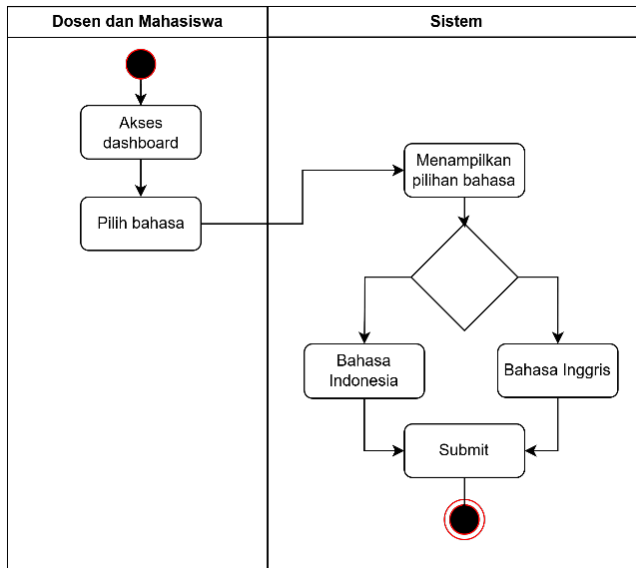 Dosen dan Mahasiswa
Sistem
Akses
dashboard
Pilih bahasa
Menampilkan
pilihan bahasa
Bahasa
Indonesia
Bahasa Inggris
Submit